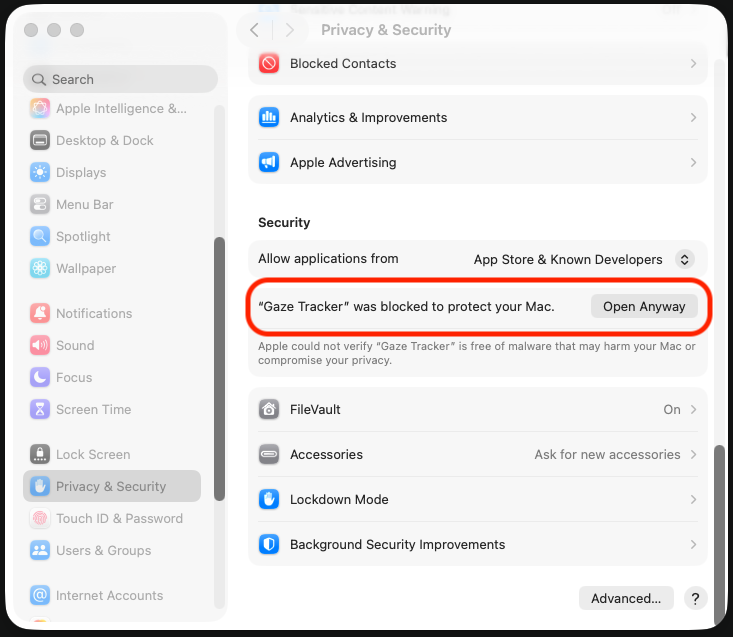 Privacy & Security
Search
Apple Intelligence &...
Desktop & Dock
Displays
Menu Bar
Spotlight
Wallpaper
Notifications
Sound
Focus
Screen Time
Lock Screen
Privacy & Security
Touch ID & Password
Users & Groups
Internet Accounts
Sensitive Content Warning
Off
Blocked Contacts
Analytics & Improvements
Apple Advertising
Security
Allow applications from
App Store & Known Developers
“Gaze Tracker” was blocked to protect your Mac.
Open Anyway
Apple could not verify “Gaze Tracker” is free of malware that may harm your Mac or
compromise your privacy.
FileVault
On
Accessories
Ask for new accessories
Lockdown Mode
Background Security Improvements
Advanced...
?